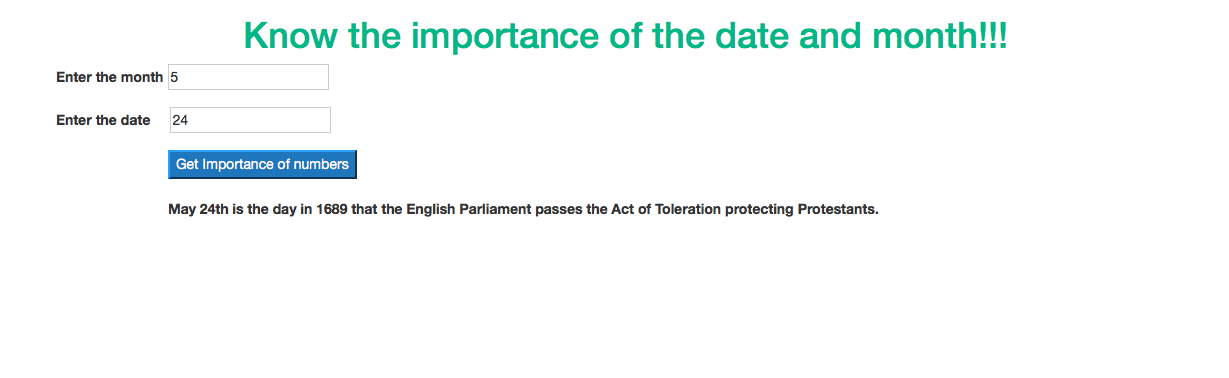 Know the importance of the date and month!!!
Enter the month 5
Enter the date 24
Get Importance of numbers
May 24th is the day in 1689 that the English Parliament passes the Act of Toleration protecting Protestants.